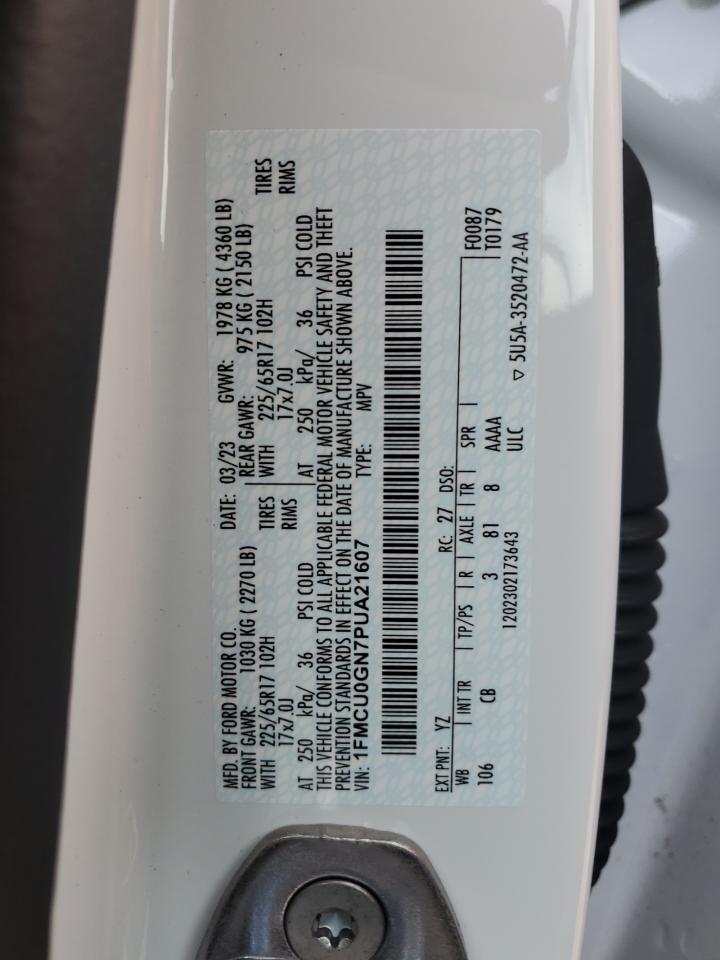 MFD. BY FORD MOTOR CO.
DATE: 03/23 GVWR: 1978 KG ( 4360 LB)
FRONT GAWR: 1030 KG ( 2270 LB) REAR GAWR: 975 KG ( 2150 LB)
WITH 225/65R17 102H TIRES WITH 225/65R17 102H TIRES
17x7.0J RIMS 17x7.0J RIMS
AT 250 kPa/ 36 PSI COLD AT 250 kPa/ 36 PSI COLD
THIS VEHICLE CONFORMS TO ALL APPLICABLE FEDERAL MOTOR VEHICLE SAFETY AND THEFT
PREVENTION STANDARDS IN EFFECT ON THE DATE OF MANUFACTURE SHOWN ABOVE.
VIN: 1FMCU0GN7PUA21607 TYPE: MPV
EXT PNT: YZ RC: 27 DSO: F0087
WB | INT TR | TP/PS | R | AXLE | TR | SPR | T0179
106 CB 3 81 8 AAAA
1202302173643 ULC ▽ 5U5A-3520472-AA